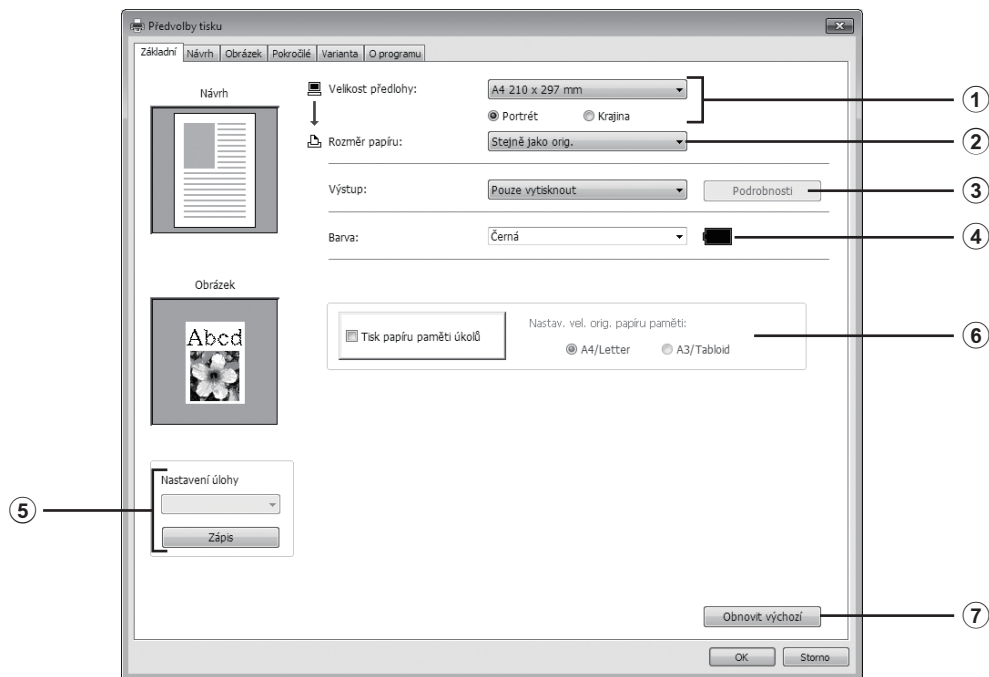 Předvolby tisku
Základní Návrh Obrázek Pokročilé Varianta O programu
Návrh
Velikost předlohy: A4 210 x 297 mm
1
Portrét Krajina
Rozměr papíru: Stejně jako orig.
2
Výstup: Pouze vytisknout Podrobnosti
3
Barva: Černá
4
Obrázek
Abcd
Tisk papíru paměti úkolů
Nastav. vel. orig. papíru paměti:
A4/Letter A3/Tabloid
6
Nastavení úlohy
5
Zápis
Obnovit výchozí
7
OK Storno